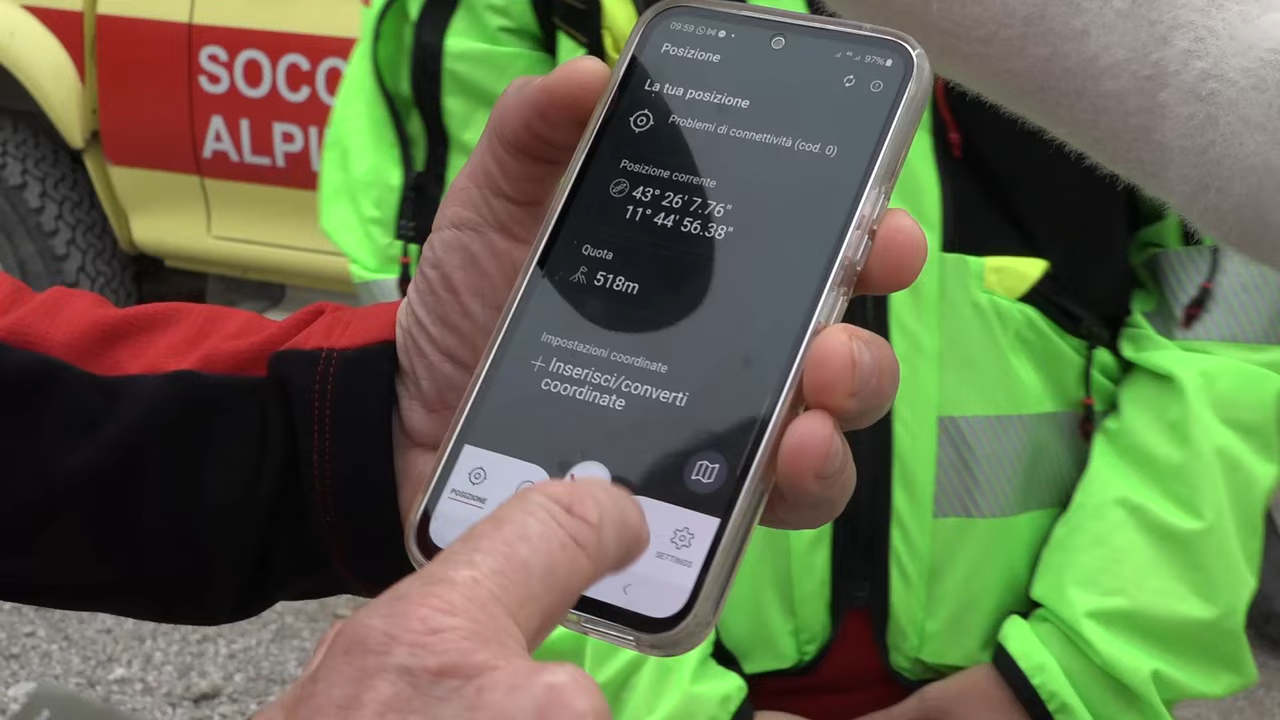 SOCC
ALPI
09:59
97%
Posizione
La tua posizione
Problemi di connettività (cod. 0)
Posizione corrente
43° 26' 7.76"
11° 44' 56.38"
Quota
518m
Impostazioni coordinate
Inserisci/converti
coordinate
POSIZIONE
SETTINGS